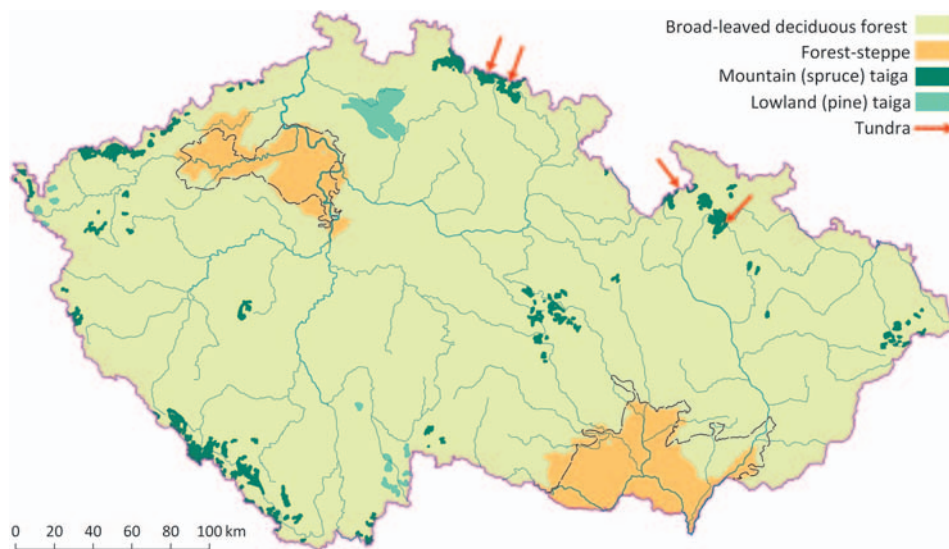 Broad-leaved deciduous forest
Forest-steppe
Mountain (spruce) taiga
Lowland (pine) taiga
Tundra
0 20 40 60 80 100 km